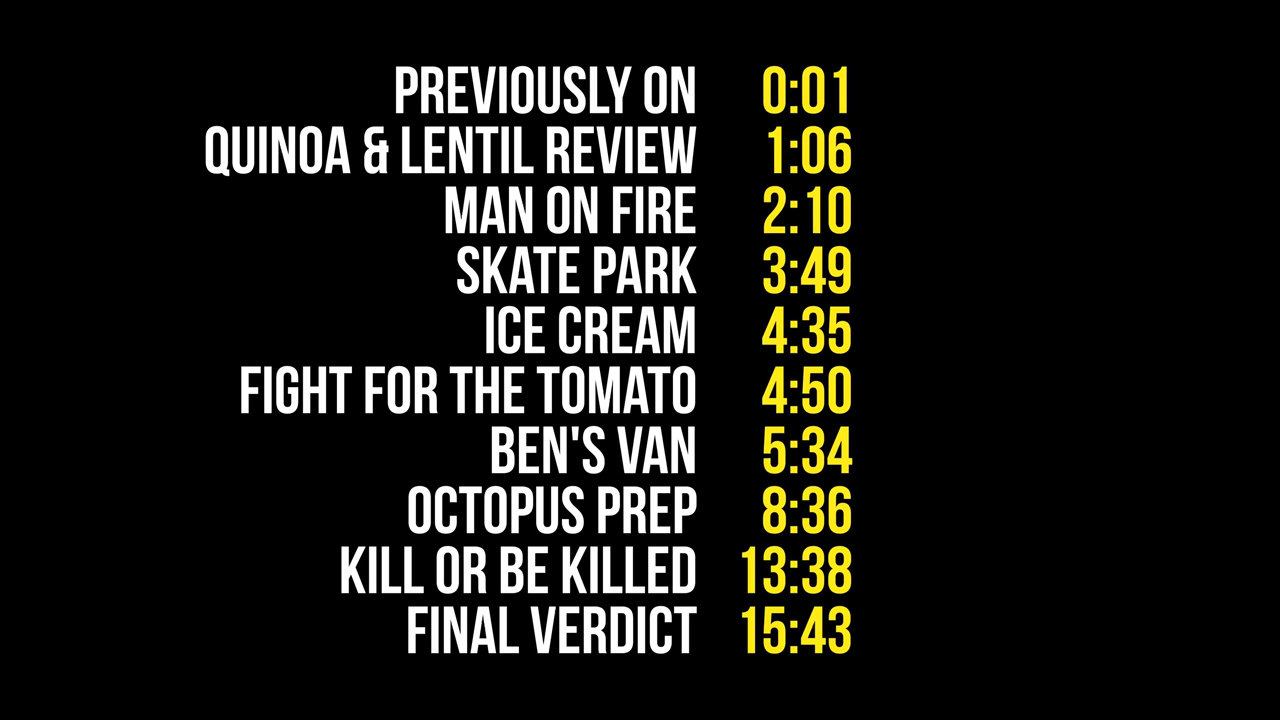 PREVIOUSLY ON 0:01
QUINOA & LENTIL REVIEW 1:06
MAN ON FIRE 2:10
SKATE PARK 3:49
ICE CREAM 4:35
FIGHT FOR THE TOMATO 4:50
BEN'S VAN 5:34
OCTOPUS PREP 8:36
KILL OR BE KILLED 13:38
FINAL VERDICT 15:43